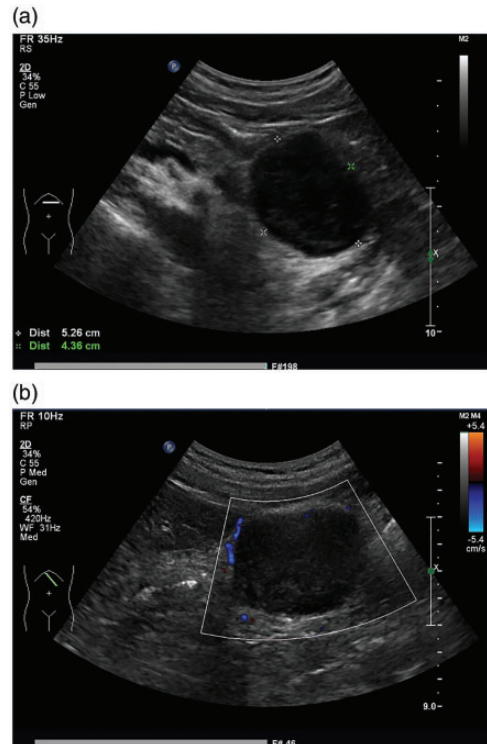 (a)
FR 35Hz
RS
2D
34%
C 55
P Low
Gen
P
M2
X
10
Dist 5.26 cm
Dist 4.36 cm
F#198
(b)
FR 10Hz
RP
2D
34%
C 55
P Med
Gen
CF
54%
420Hz
WF 31Hz
Med
P
M2 M4
+5.4
-5.4
cm/s
X
9.0
F# 46